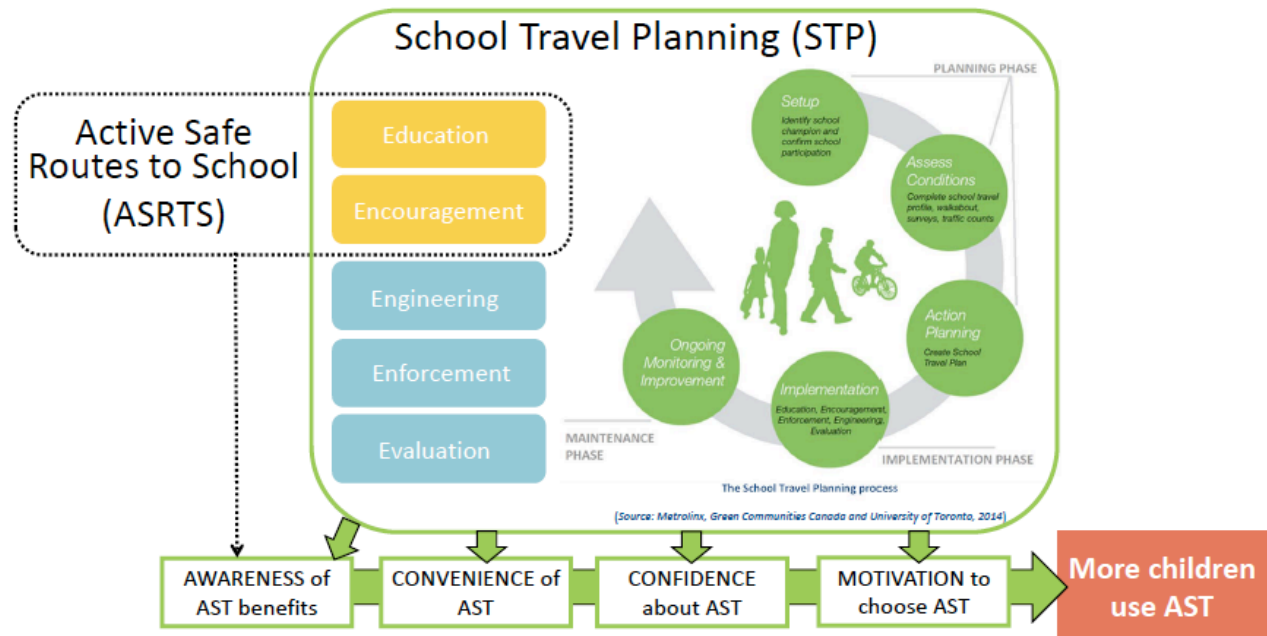 School Travel Planning (STP)
Active Safe
Routes to School
(ASRTS)
Education
Encouragement
Engineering
Enforcement
Evaluation
PLANNING PHASE
Setup
Identify school
champion and
confirm school
participation
Assess
Conditions
Complete school travel
profile, walkabout,
surveys, traffic counts
Action
Planning
Create School
Travel Plan
Implementation
Education, Encouragement,
Enforcement, Engineering,
Evaluation
Ongoing
Monitoring &
Improvement
MAINTENANCE
PHASE
IMPLEMENTATION PHASE
The School Travel Planning process
(Source: Metrolinx, Green Communities Canada and University of Toronto, 2014)
AWARENESS of
AST benefits
CONVENIENCE of
AST
CONFIDENCE
about AST
MOTIVATION to
choose AST
More children
use AST